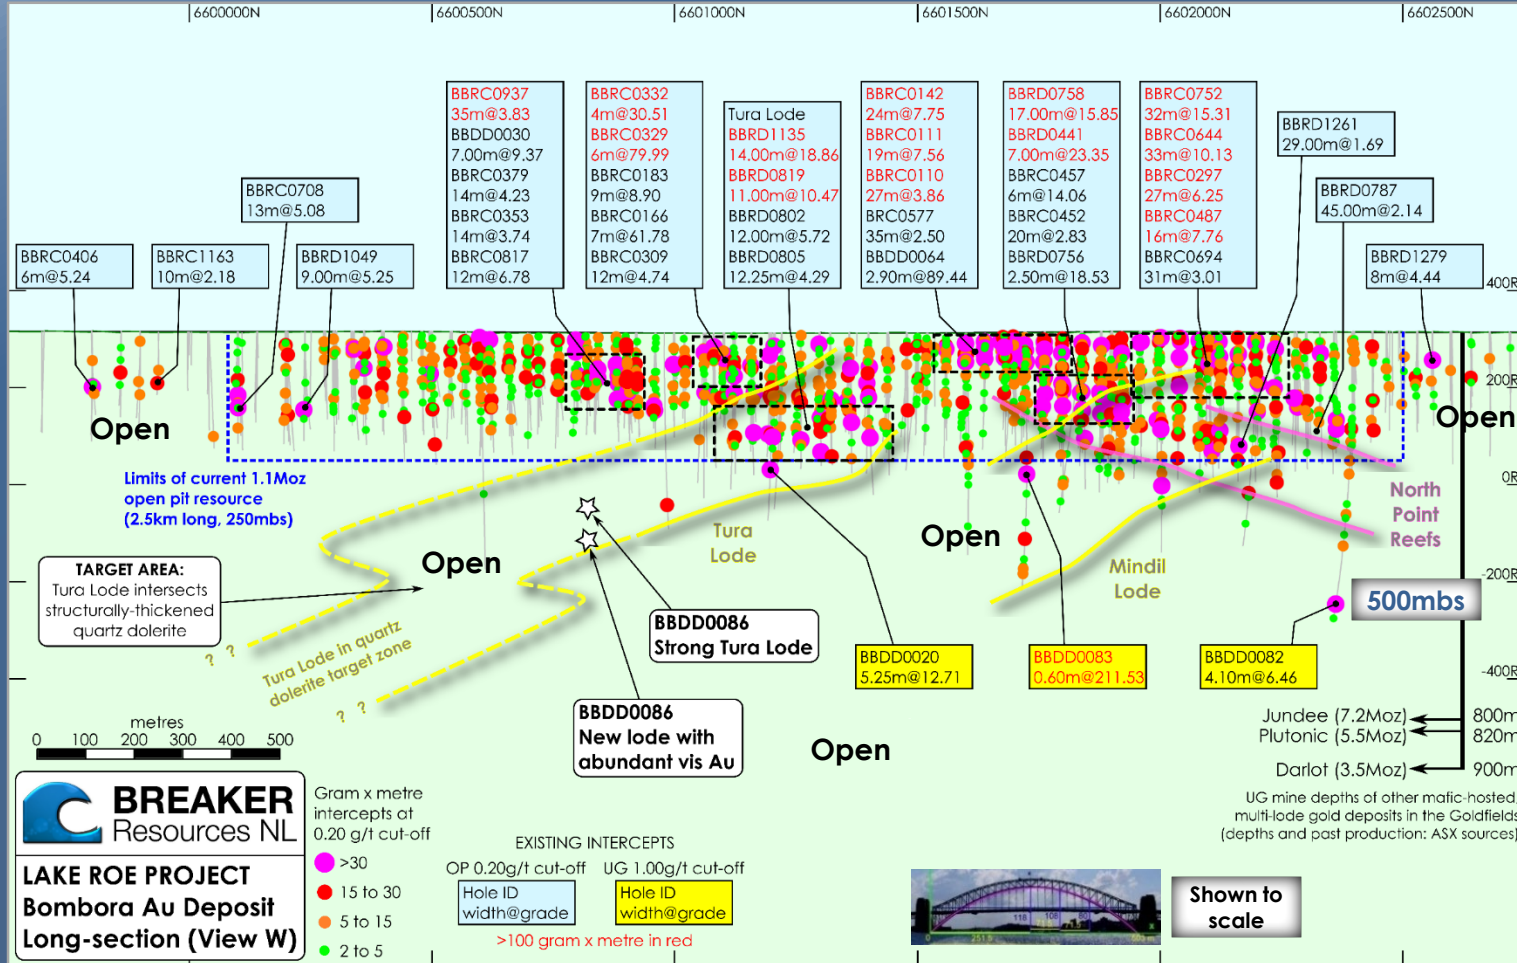 6600000N
6600500N
6601000N
6601500N
6602000N
6602500N
BBRC0406
6m@5.24
BBRC1163
10m@2.18
BBRC0708
13m@5.08
BBRD1049
9.00m@5.25
BBRC0937
35m@3.83
BBDD0030
7.00m@9.37
BBRC0379
14m@4.23
BBRC0353
14m@3.74
BBRC0817
12m@6.78
BBRC0332
4m@30.51
BBRC0329
6m@79.99
BBRC0183
9m@8.90
BBRC0166
7m@61.78
BBRC0309
12m@4.74
Tura Lode
BBRD1135
14.00m@18.86
BBRD0819
11.00m@10.47
BBRD0802
12.00m@5.72
BBRD0805
12.25m@4.29
BBRC0142
24m@7.75
BBRC0111
19m@7.56
BBRC0110
27m@3.86
BRC0577
35m@2.50
BBDD0064
2.90m@89.44
BBRD0758
17.00m@15.85
BBRD0441
7.00m@23.35
BBRC0457
6m@14.06
BBRC0452
20m@2.83
BBRD0756
2.50m@18.53
BBRC0752
32m@15.31
BBRC0644
33m@10.13
BBRC0297
27m@6.25
BBRC0487
16m@7.76
BBRC0694
31m@3.01
BBRD1261
29.00m@1.69
BBRD0787
45.00m@2.14
BBRD1279
8m@4.44
400R
200R
0R
-200R
-400R
Open
Open
Limits of current 1.1Moz
open pit resource
(2.5km long, 250mbs)
TARGET AREA:
Tura Lode intersects
structurally-thickened
quartz dolerite
Open
Tura
Lode
Open
Mindil
Lode
North
Point
Reefs
500mbs
? ?
Tura Lode in quartz
dolerite target zone
? ?
BBDD0086
Strong Tura Lode
BBDD0086
New lode with
abundant vis Au
BBDD0020
5.25m@12.71
BBDD0083
0.60m@211.53
BBDD0082
4.10m@6.46
Open
Jundee (7.2Moz)
800m
Plutonic (5.5Moz)
820m
Darlot (3.5Moz)
900m
UG mine depths of other mafic-hosted,
multi-lode gold deposits in the Goldfields
(depths and past production: ASX sources)
metres
0 100 200 300 400 500
BREAKER
Resources NL
LAKE ROE PROJECT
Bombora Au Deposit
Long-section (View W)
Gram x metre
intercepts at
0.20 g/t cut-off
>30
15 to 30
5 to 15
2 to 5
EXISTING INTERCEPTS
OP 0.20g/t cut-off UG 1.00g/t cut-off
Hole ID
width@grade
Hole ID
width@grade
>100 gram x metre in red
Shown to
scale